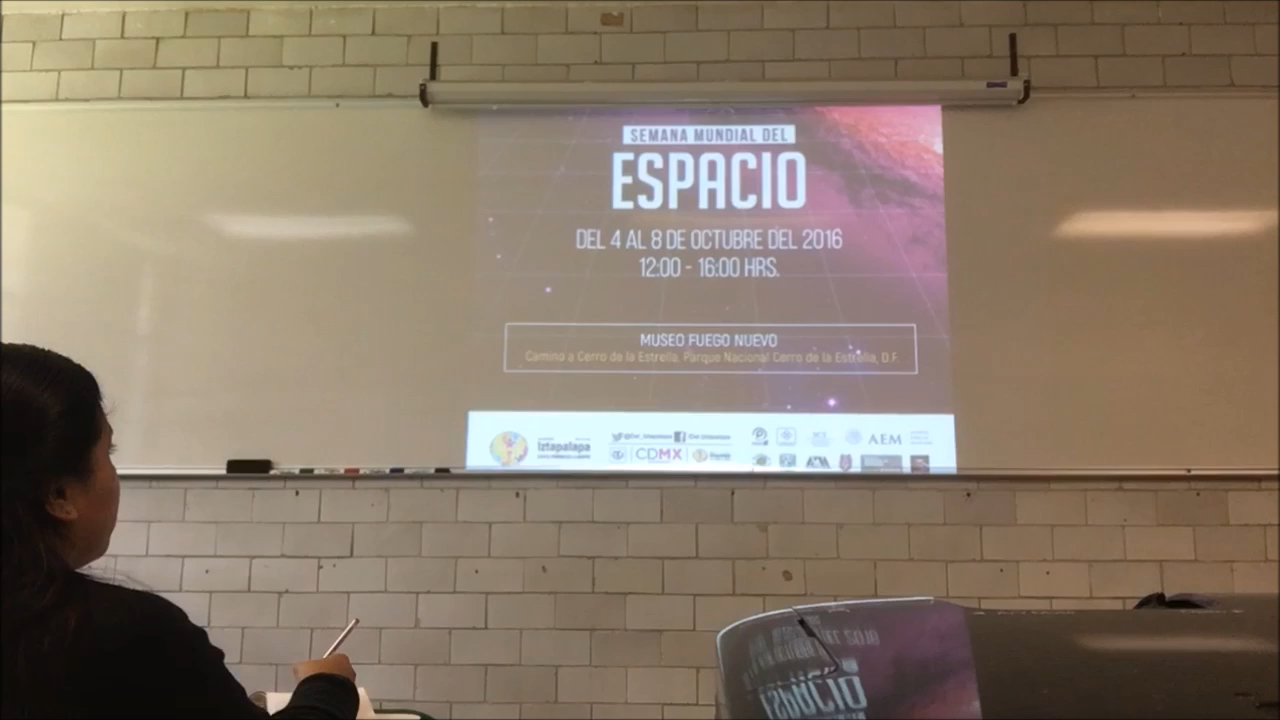 SEMANA MUNDIAL DEL
ESPACIO
DEL 4 AL 8 DE OCTUBRE DEL 2016
12:00 - 16:00 HRS.
MUSEO FUEGO NUEVO
Camino a Cerro de la Estrella, Parque Nacional Cerro de la Estrella, D.F.
Iztapalapa
CDMX
AEM
ESPACIO